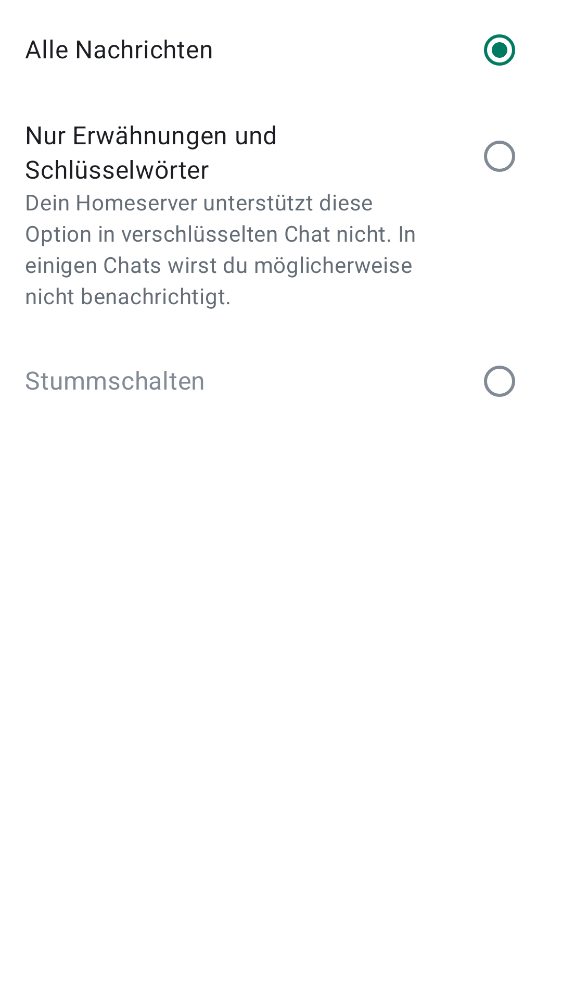 Alle Nachrichten
Nur Erwähnungen und
Schlüsselwörter
Dein Homeserver unterstützt diese
Option in verschlüsselten Chat nicht. In
einigen Chats wirst du möglicherweise
nicht benachrichtigt.
Stummschalten